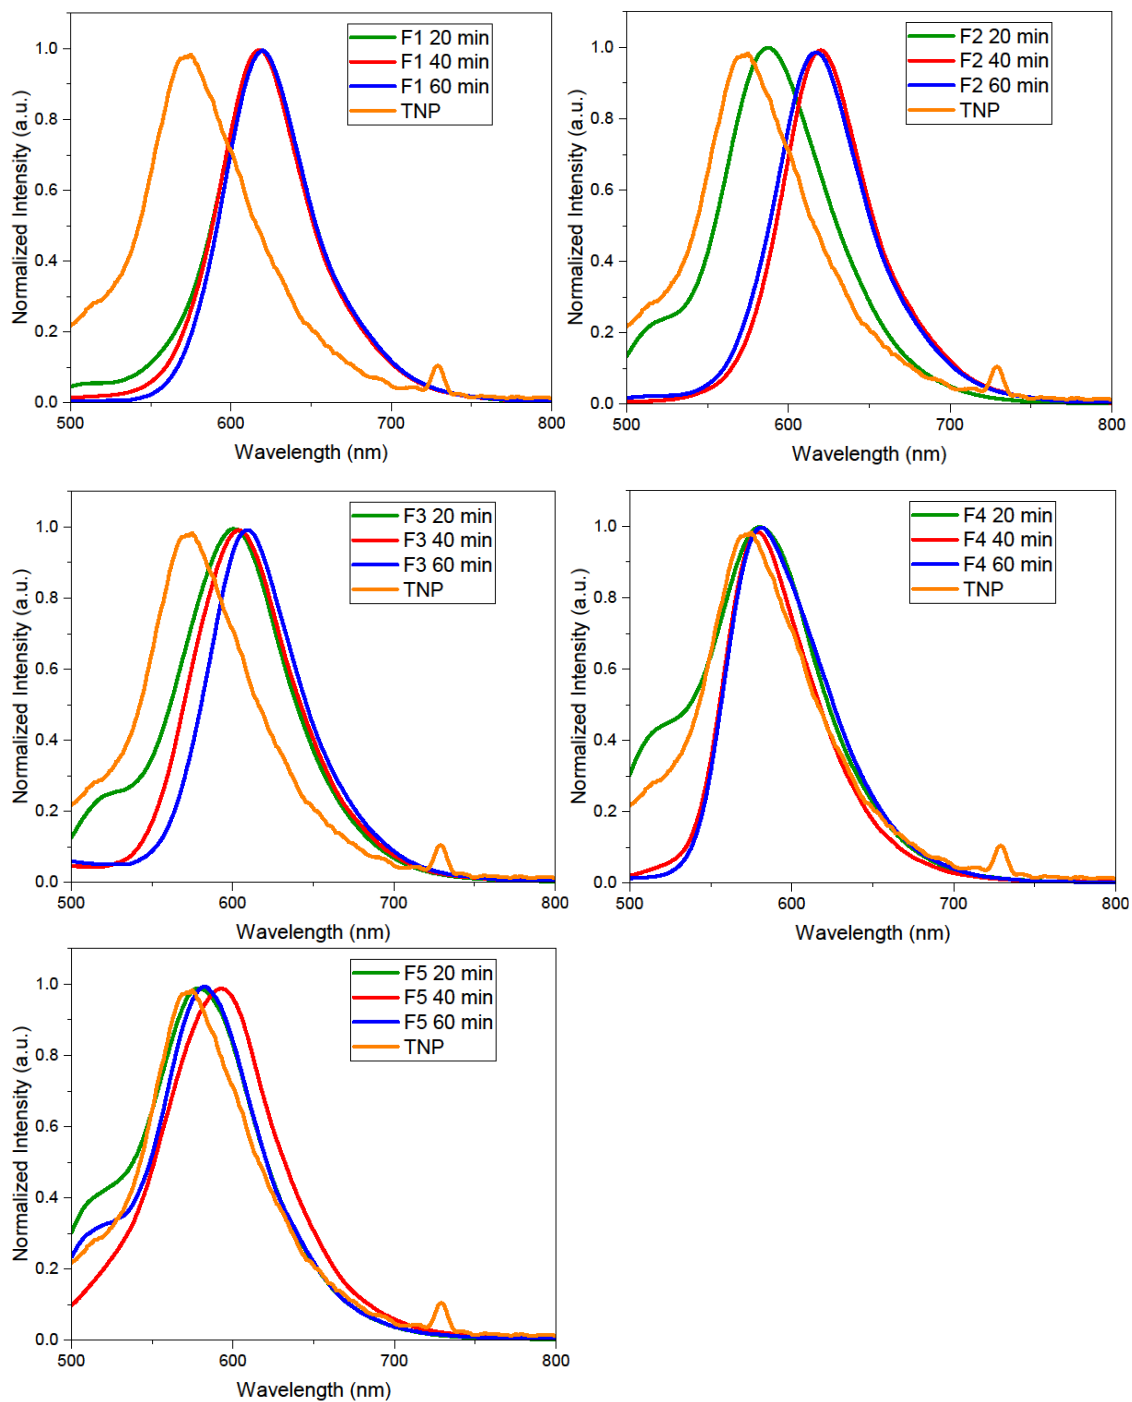 F1 20 min
F1 40 min
F1 60 min
TNP
1.0
0.8
0.6
0.4
0.2
0.0
Normalized Intensity (a.u.)
500
600
700
800
Wavelength (nm)
F2 20 min
F2 40 min
F2 60 min
TNP
1.0
0.8
0.6
0.4
0.2
0.0
Normalized Intensity (a.u.)
500
600
700
800
Wavelength (nm)
F3 20 min
F3 40 min
F3 60 min
TNP
1.0
0.8
0.6
0.4
0.2
0.0
Normalized Intensity (a.u.)
500
600
700
800
Wavelength (nm)
F4 20 min
F4 40 min
F4 60 min
TNP
1.0
0.8
0.6
0.4
0.2
0.0
Normalized Intensity (a.u.)
500
600
700
800
Wavelength (nm)
F5 20 min
F5 40 min
F5 60 min
TNP
1.0
0.8
0.6
0.4
0.2
0.0
Normalized Intensity (a.u.)
500
600
700
800
Wavelength (nm)